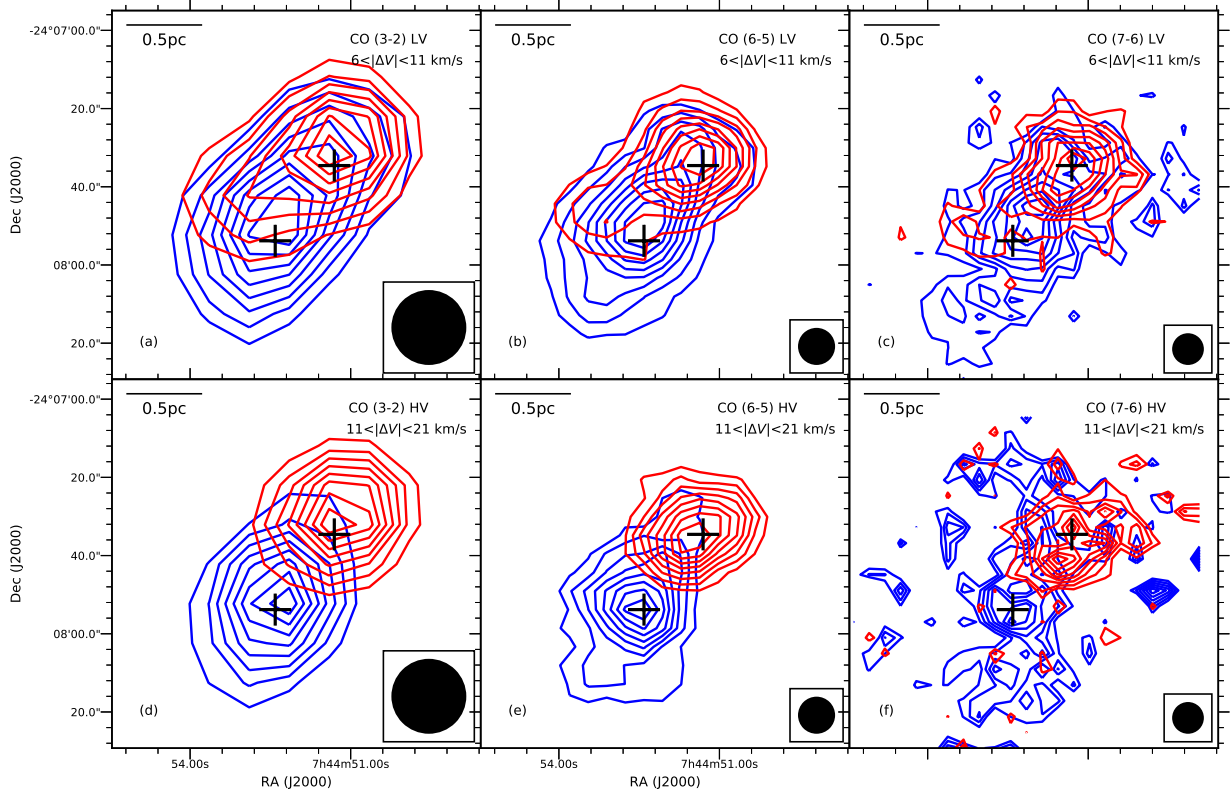 -24°07'00.0"
20.0"
40.0"
08'00.0"
20.0"
Dec (J2000)
0.5pc
CO (3-2) LV
6<|ΔV|<11 km/s
(a)
0.5pc
CO (6-5) LV
6<|ΔV|<11 km/s
(b)
0.5pc
CO (7-6) LV
6<|ΔV|<11 km/s
(c)
-24°07'00.0"
20.0"
40.0"
08'00.0"
20.0"
Dec (J2000)
0.5pc
CO (3-2) HV
11<|ΔV|<21 km/s
(d)
0.5pc
CO (6-5) HV
11<|ΔV|<21 km/s
(e)
0.5pc
CO (7-6) HV
11<|ΔV|<21 km/s
(f)
54.00s
7h44m51.00s
54.00s
7h44m51.00s
RA (J2000)
RA (J2000)